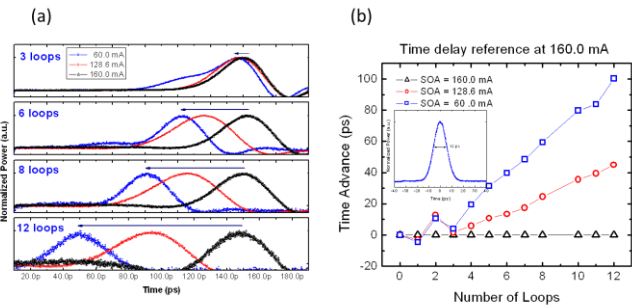 (a)
(b)
3 loops
60.0 mA
128.6 mA
160.0 mA
6 loops
8 loops
12 loops
Normalized Power (a.u.)
20.0p 40.0p 60.0p 80.0p 100.0p 120.0p 140.0p 160.0p 180.0p
Time (ps)
Time delay reference at 160.0 mA
SOA = 160.0 mA
SOA = 128.6 mA
SOA = 60 .0 mA
100
80
60
40
20
0
-20
Time Advance (ps)
Normalized Power (a.u.)
Time (ps)
0 2 4 6 8 10 12
Number of Loops